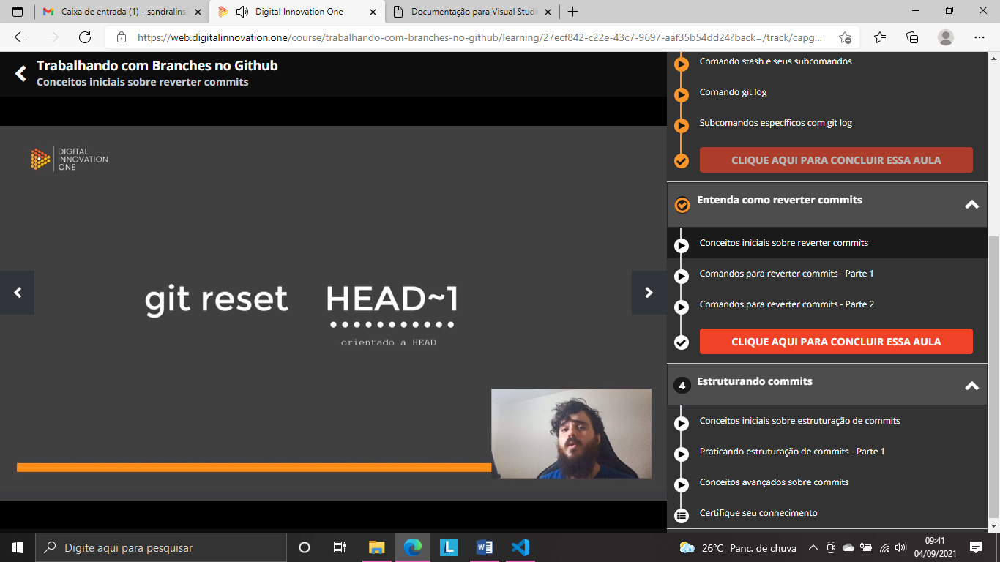 Caixa de entrada (1) - sandralins
Digital Innovation One
Documentação para Visual Studi
https://web.digitalinnovation.one/course/trabalhando-com-branches-no-github/learning/27ecf842-c22e-43c7-9697-aaf35b54dd24?back=/track/capg...
Trabalhando com Branches no Github
Conceitos iniciais sobre reverter commits
DIGITAL
INNOVATION
ONE
git reset HEAD~1
orientado a HEAD
Comando stash e seus subcomandos
Comando git log
Subcomandos específicos com git log
CLIQUE AQUI PARA CONCLUIR ESSA AULA
Entenda como reverter commits
Conceitos iniciais sobre reverter commits
Comandos para reverter commits - Parte 1
Comandos para reverter commits - Parte 2
CLIQUE AQUI PARA CONCLUIR ESSA AULA
4 Estruturando commits
Conceitos iniciais sobre estruturação de commits
Praticando estruturação de commits - Parte 1
Conceitos avançados sobre commits
Certifique seu conhecimento
Digite aqui para pesquisar
L
26°C Panc. de chuva
09:41
04/09/2021